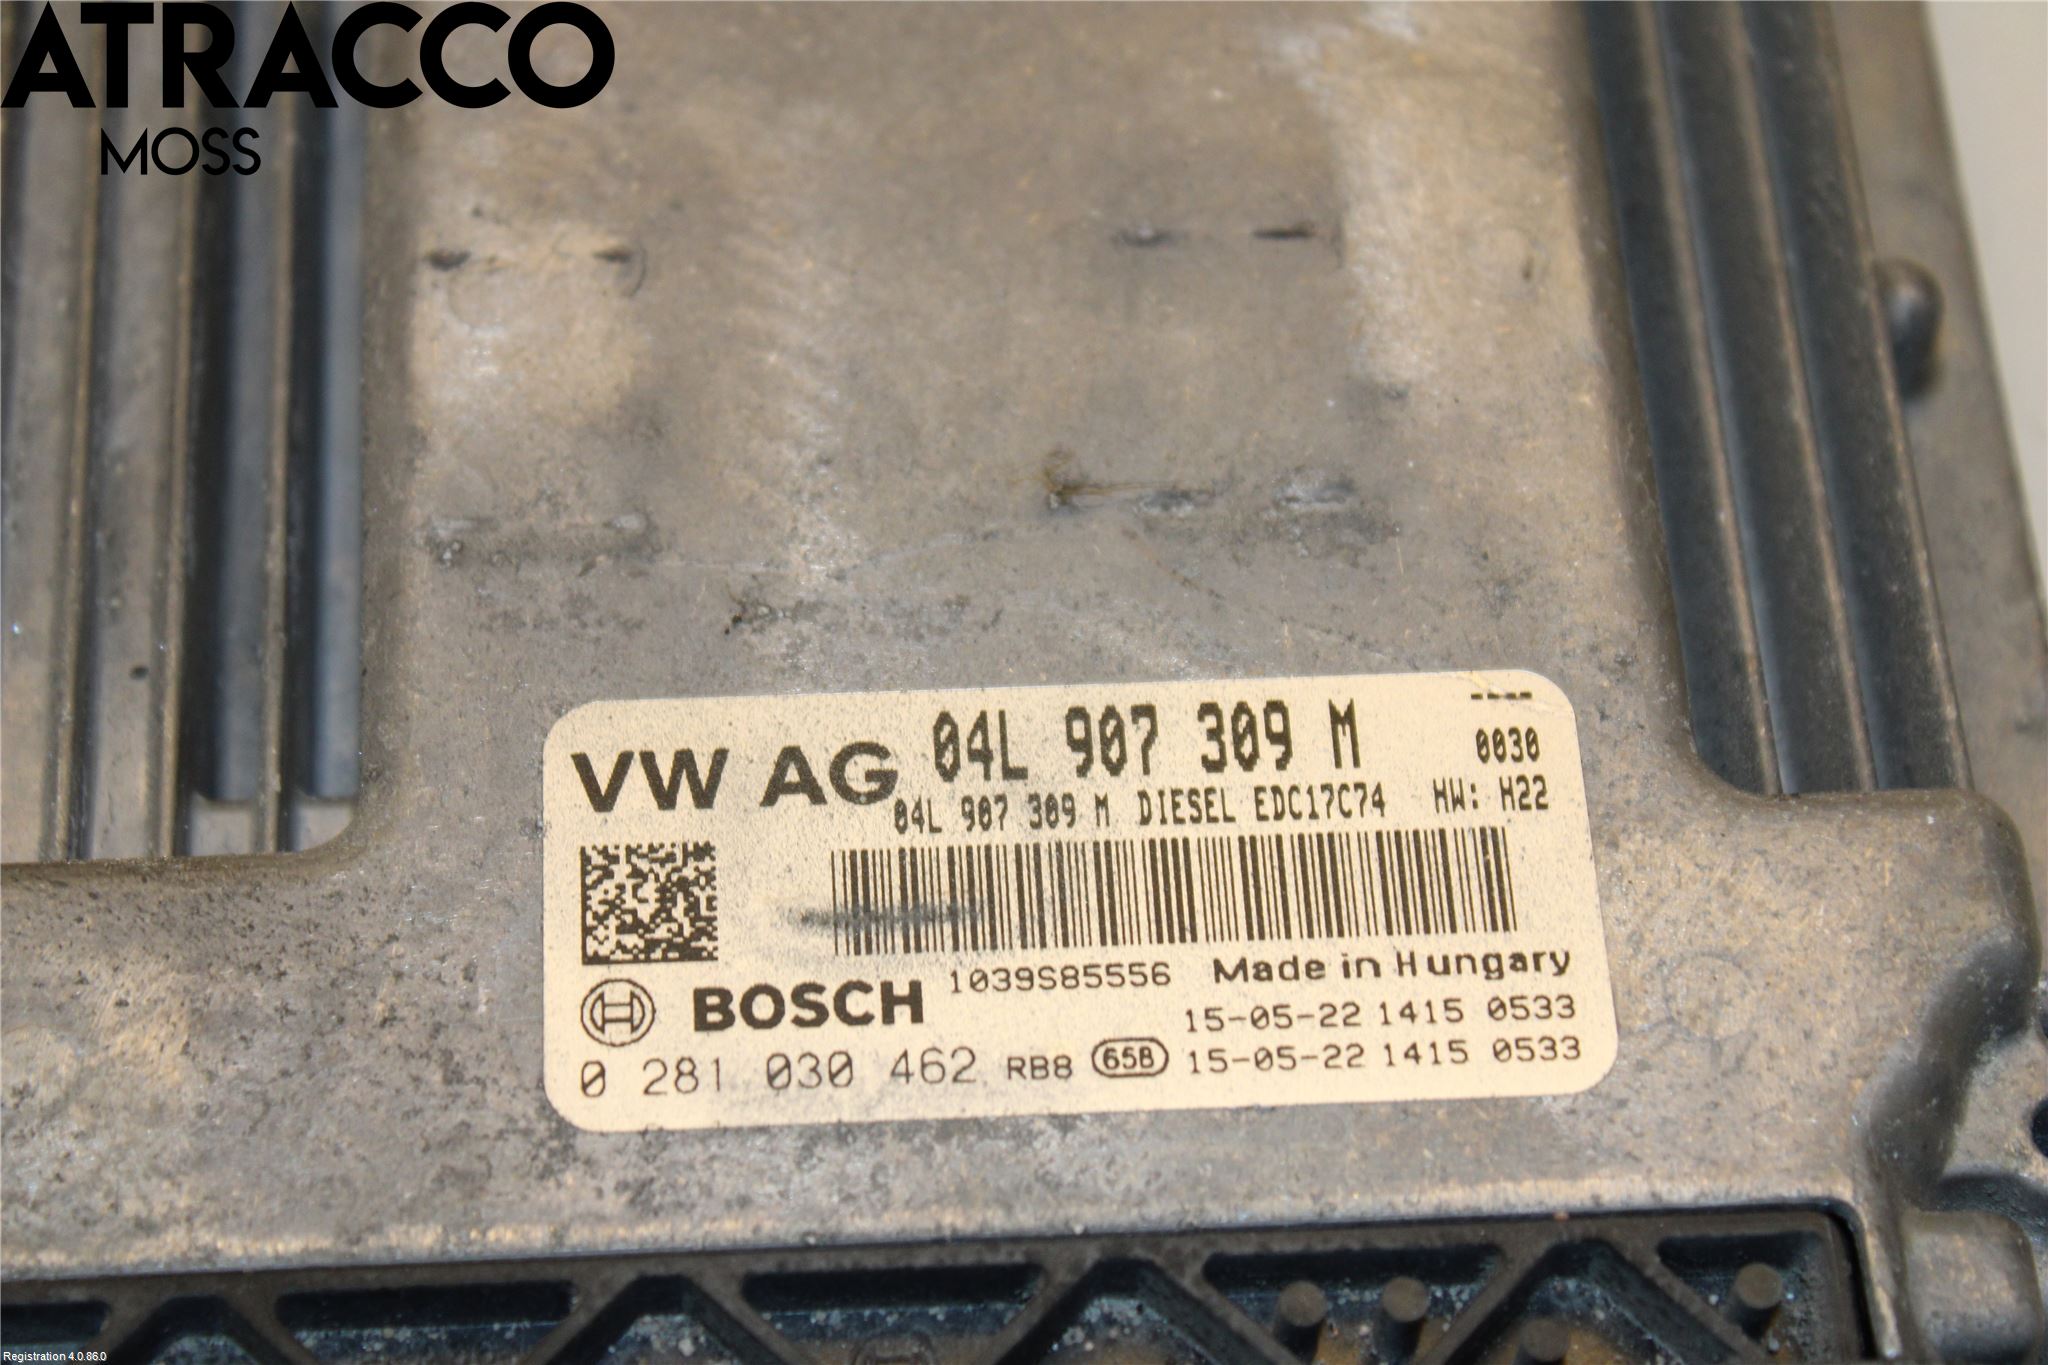 ATRACCO
MOSS
VW AG 04L 907 309 M
----
0030
04L 907 309 M DIESEL EDC17C74 HW: H22
1039S85556 Made in Hungary
BOSCH
15-05-22 1415 0533
0 281 030 462 RB8 65B 15-05-22 1415 0533
Registration 4.0.86.0